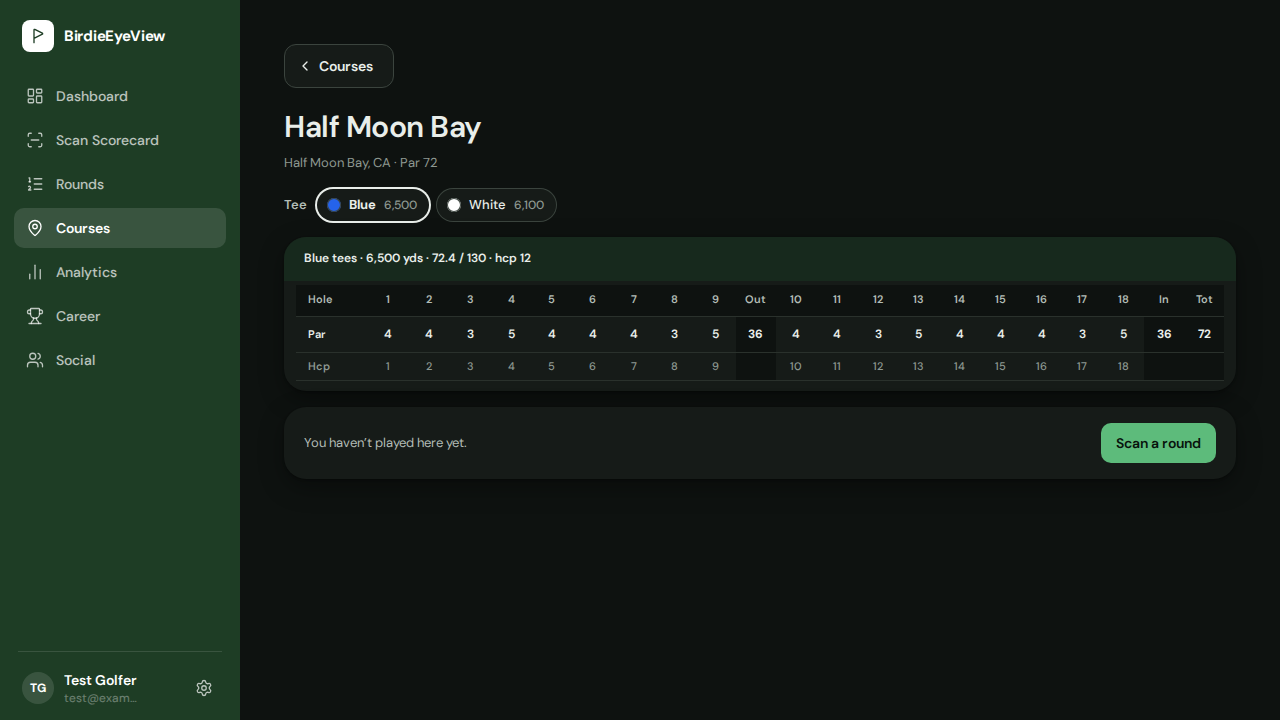 BirdieEyeView
Dashboard
Scan Scorecard
Rounds
Courses
Analytics
Career
Social
TG
Test Golfer
test@exam...
Courses
Half Moon Bay
Half Moon Bay, CA · Par 72
Tee Blue 6,500 White 6,100
Blue tees · 6,500 yds · 72.4 / 130 · hcp 12
Hole 1 2 3 4 5 6 7 8 9 Out 10 11 12 13 14 15 16 17 18 In Tot
Par 4 4 3 5 4 4 4 3 5 36 4 4 3 5 4 4 4 3 5 36 72
Hcp 1 2 3 4 5 6 7 8 9 10 11 12 13 14 15 16 17 18
You haven’t played here yet. Scan a round